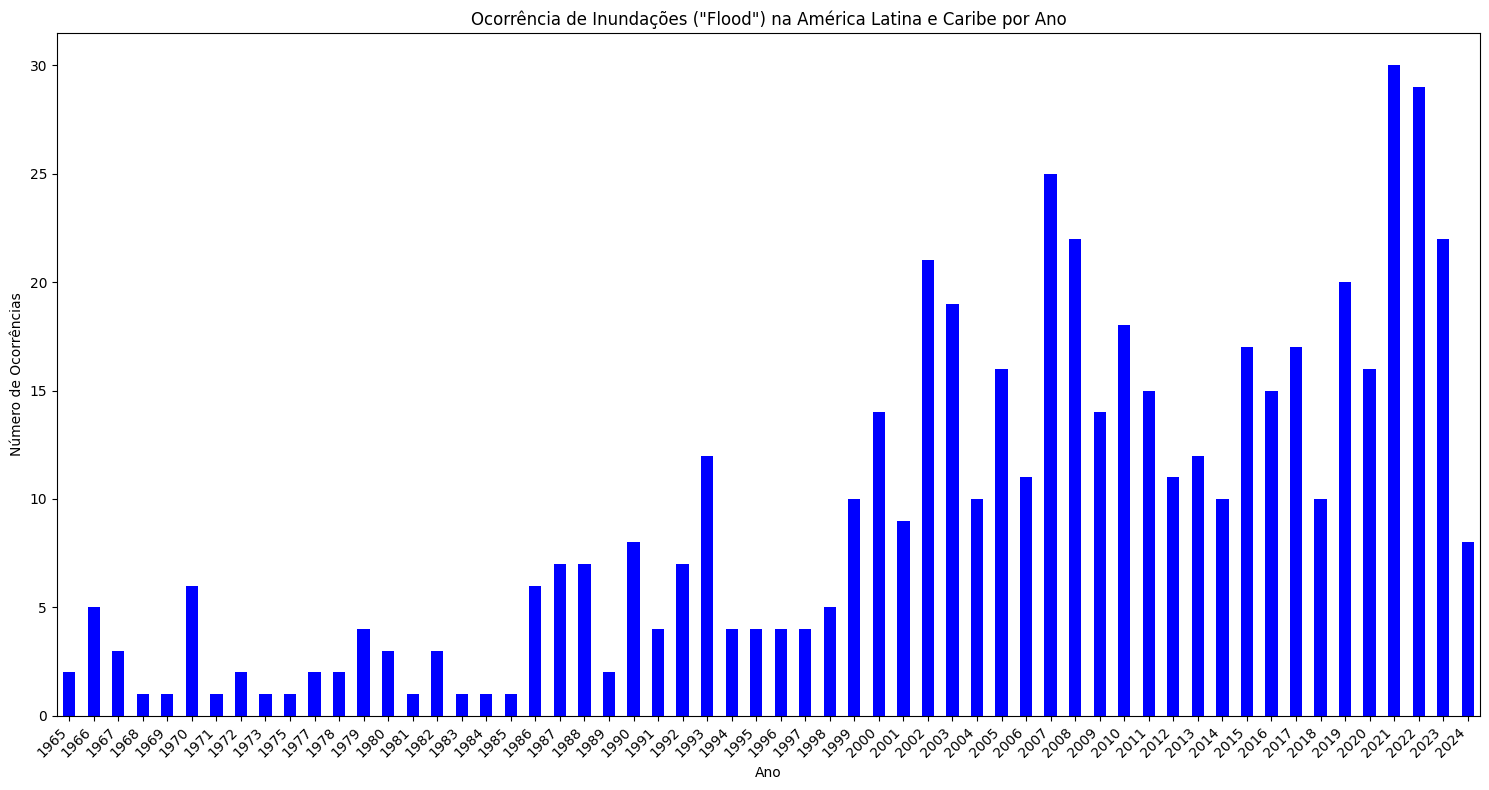 Ocorrência de Inundações ("Flood") na América Latina e Caribe por Ano
Número de Ocorrências
30
25
20
15
10
5
0
1965 1966 1967 1968 1969 1970 1971 1972 1973 1975 1977 1978 1979 1980 1981 1982 1983 1984 1985 1986 1987 1988 1989 1990 1991 1992 1993 1994 1995 1996 1997 1998 1999 2000 2001 2002 2003 2004 2005 2006 2007 2008 2009 2010 2011 2012 2013 2014 2015 2016 2017 2018 2019 2020 2021 2022 2023 2024
Ano